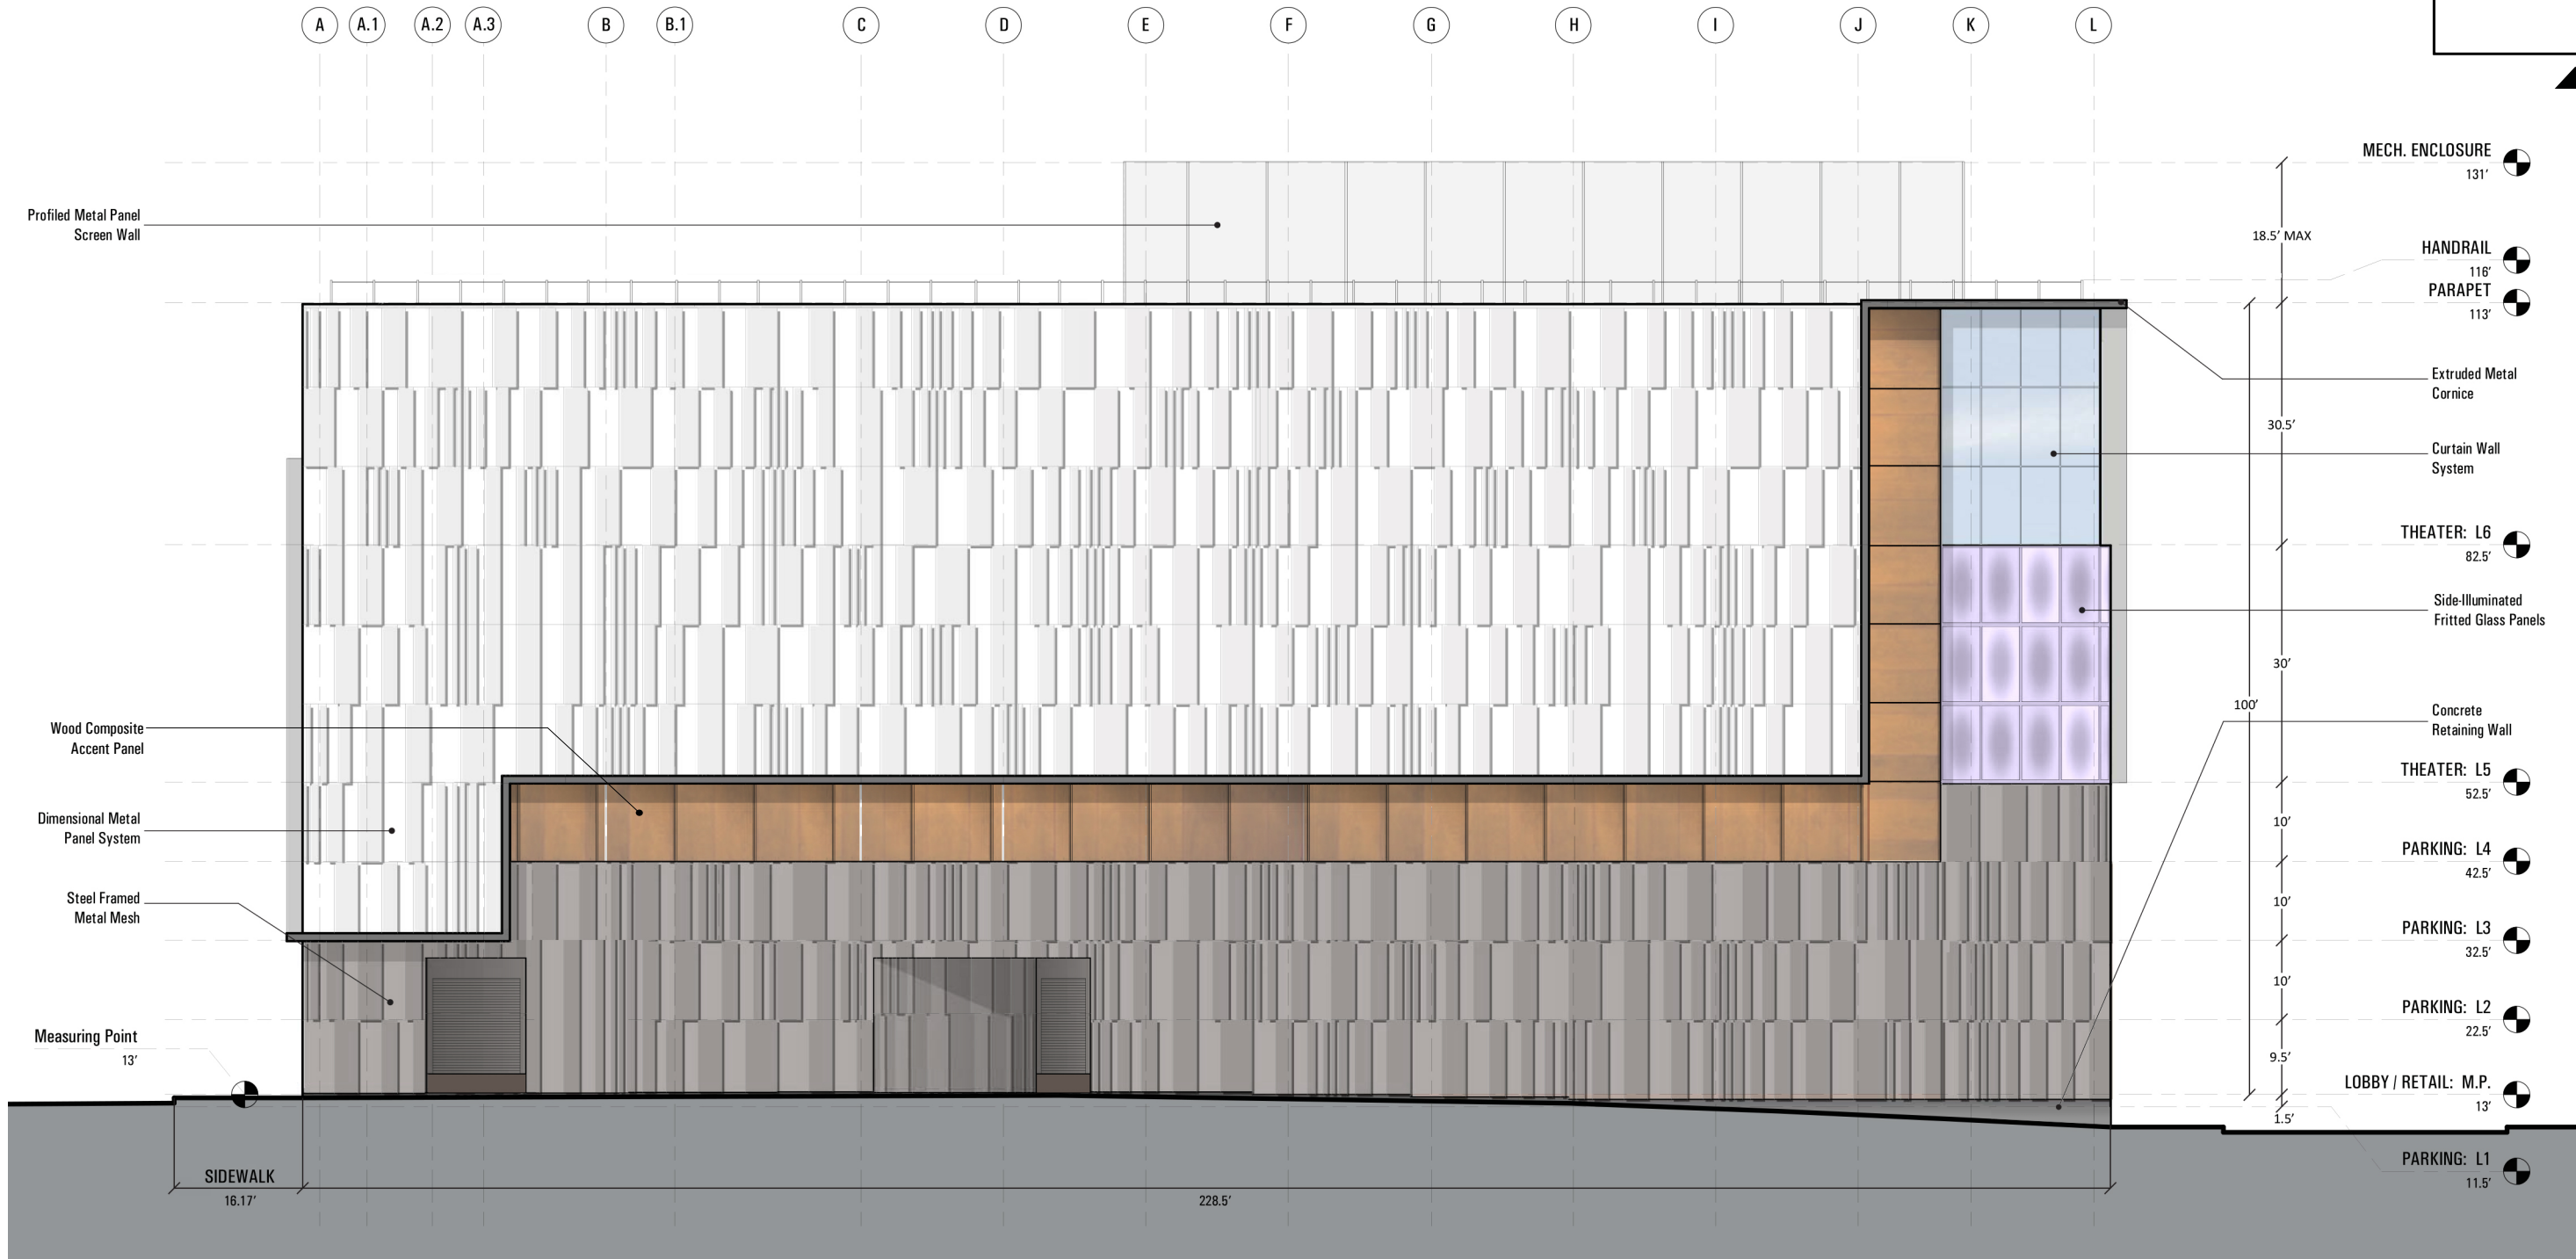 A
A.1
A.2
A.3
B
B.1
C
D
E
F
G
H
I
J
K
L
MECH. ENCLOSURE
131'
Profiled Metal Panel
Screen Wall
18.5' MAX
HANDRAIL
116'
PARAPET
113'
Extruded Metal
Cornice
30.5'
Curtain Wall
System
THEATER: L6
82.5'
Side-Illuminated
Fritted Glass Panels
30'
100'
Concrete
Retaining Wall
Wood Composite
Accent Panel
THEATER: L5
52.5'
Dimensional Metal
Panel System
10'
PARKING: L4
42.5'
Steel Framed
Metal Mesh
10'
PARKING: L3
32.5'
10'
PARKING: L2
22.5'
Measuring Point
13'
9.5'
LOBBY / RETAIL: M.P.
13'
1.5'
PARKING: L1
11.5'
SIDEWALK
16.17'
228.5'